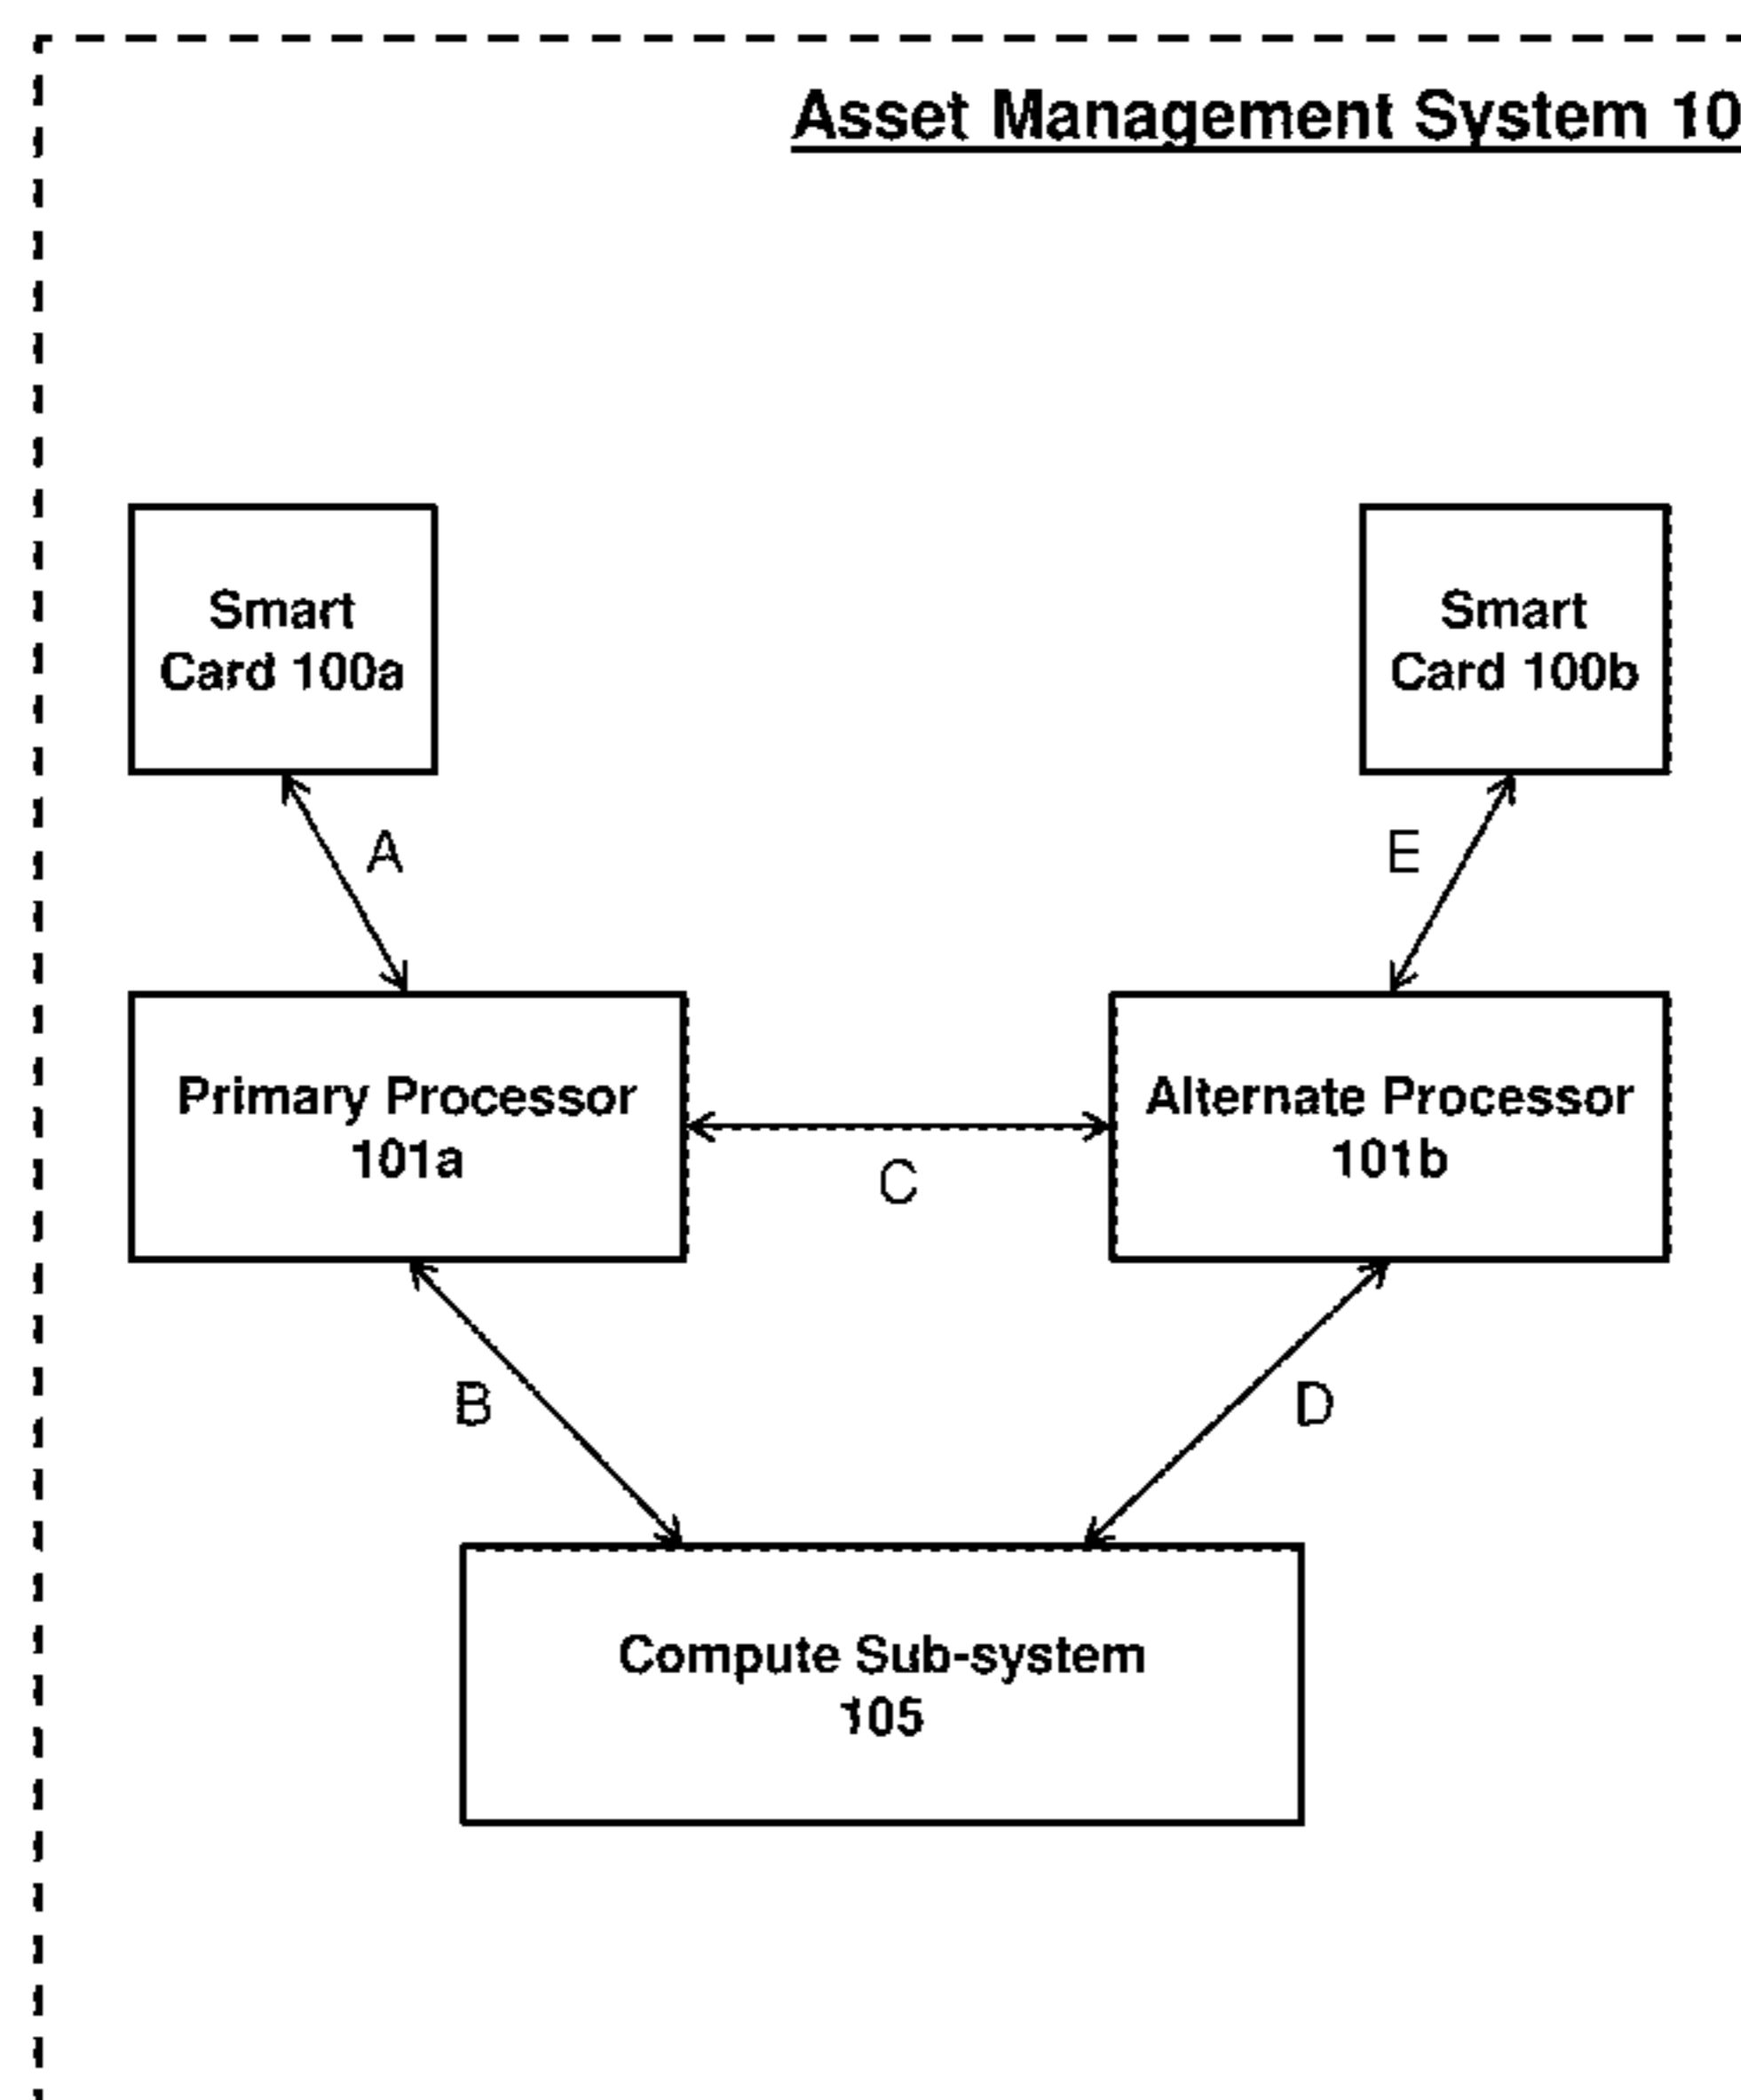 Asset Management System 10
Smart
Card 100a
Smart
Card 100b
A
E
Primary Processor
101a
Alternate Processor
101b
C
B
D
Compute Sub-system
105